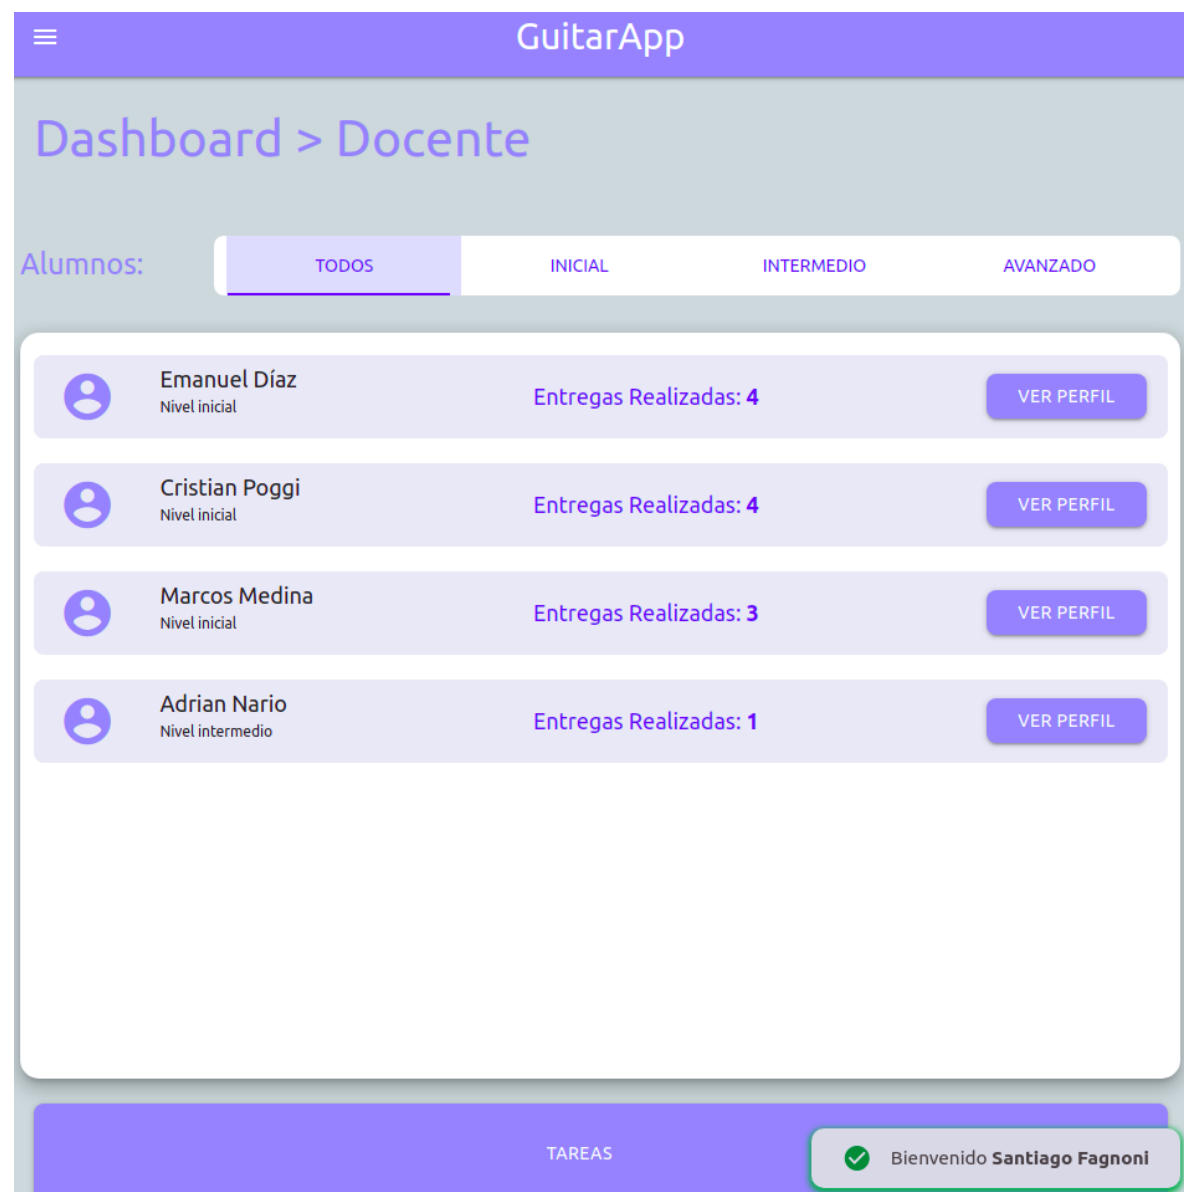 GuitarApp
Dashboard > Docente
Alumnos:
TODOS
INICIAL
INTERMEDIO
AVANZADO
Emanuel Díaz
Nivel inicial
Entregas Realizadas: 4
VER PERFIL
Cristian Poggi
Nivel inicial
Entregas Realizadas: 4
VER PERFIL
Marcos Medina
Nivel inicial
Entregas Realizadas: 3
VER PERFIL
Adrian Nario
Nivel intermedio
Entregas Realizadas: 1
VER PERFIL
TAREAS
Bienvenido Santiago Fagnoni